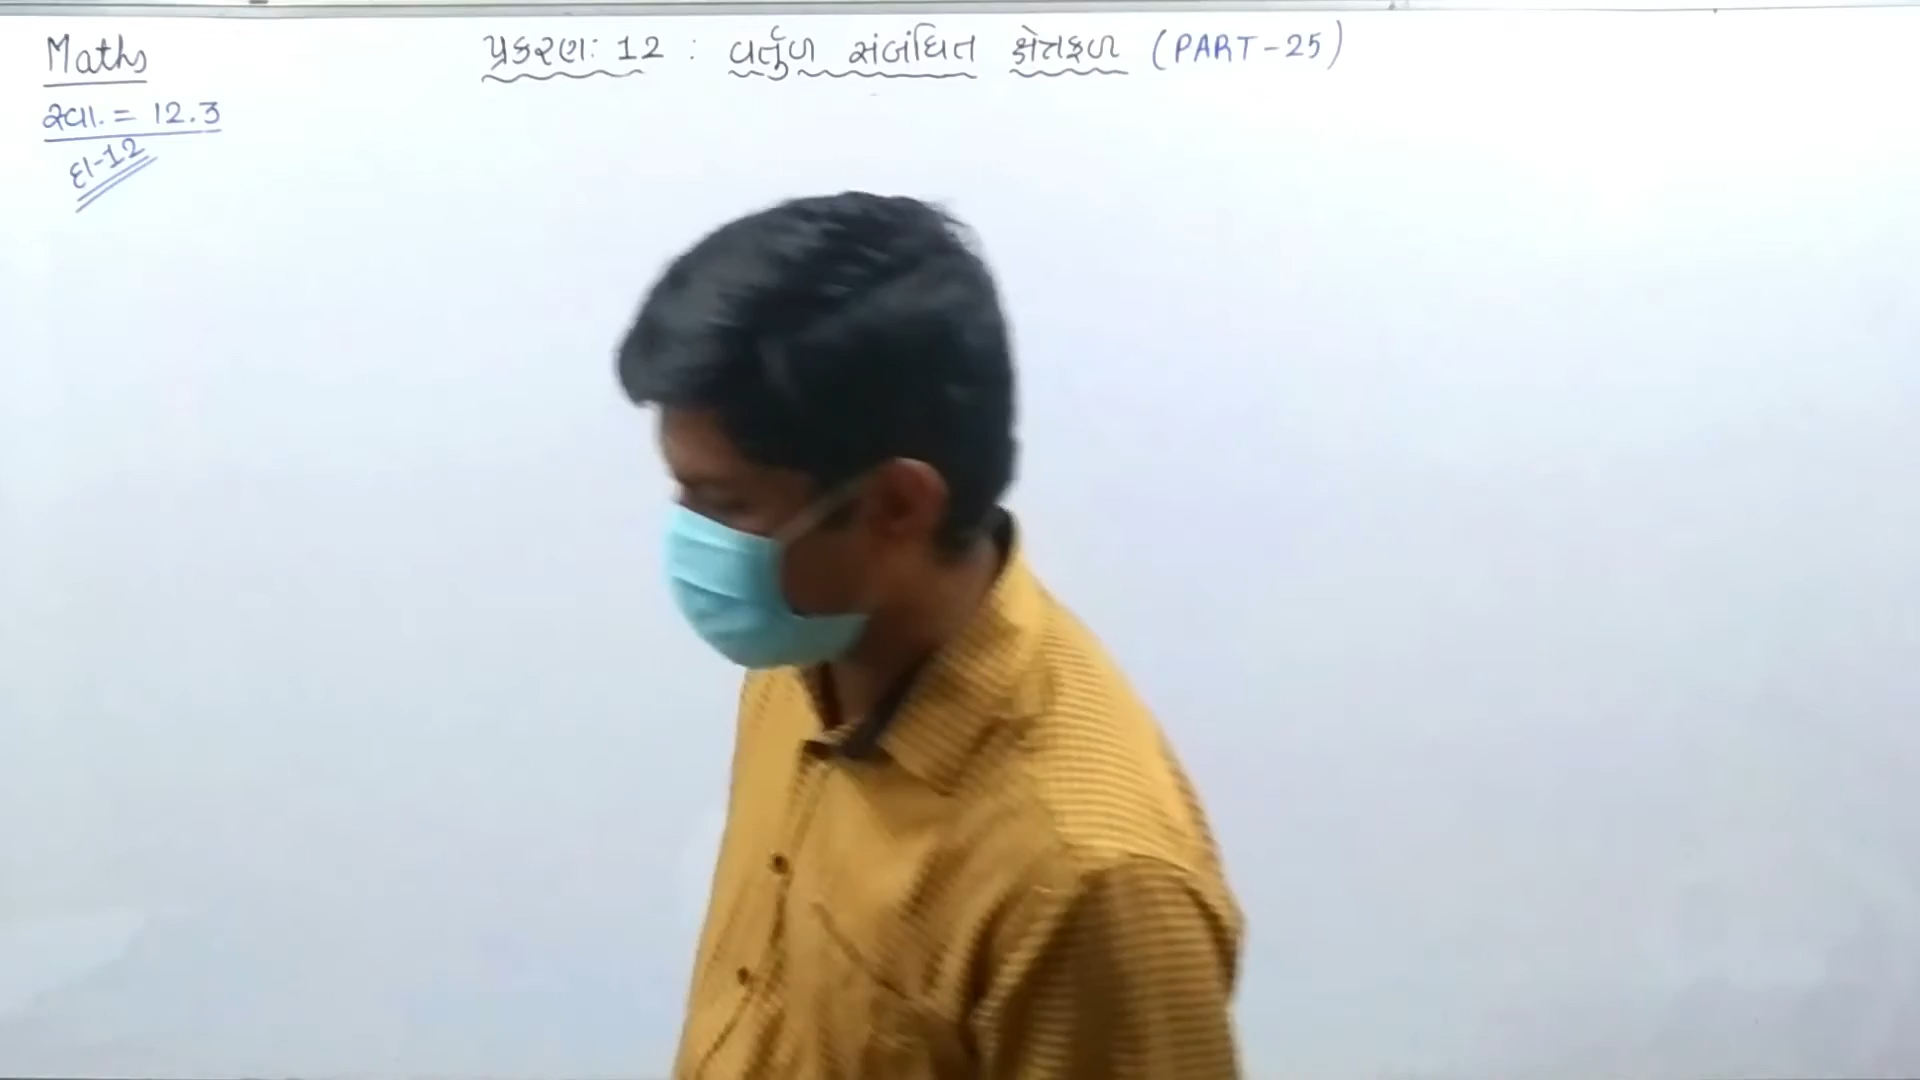 Maths
પ્રકરણ: 12 : વર્તુળ સંબંધિત ક્ષેત્રફળ (PART-25)
સ્વા. = 12.3
દા-12